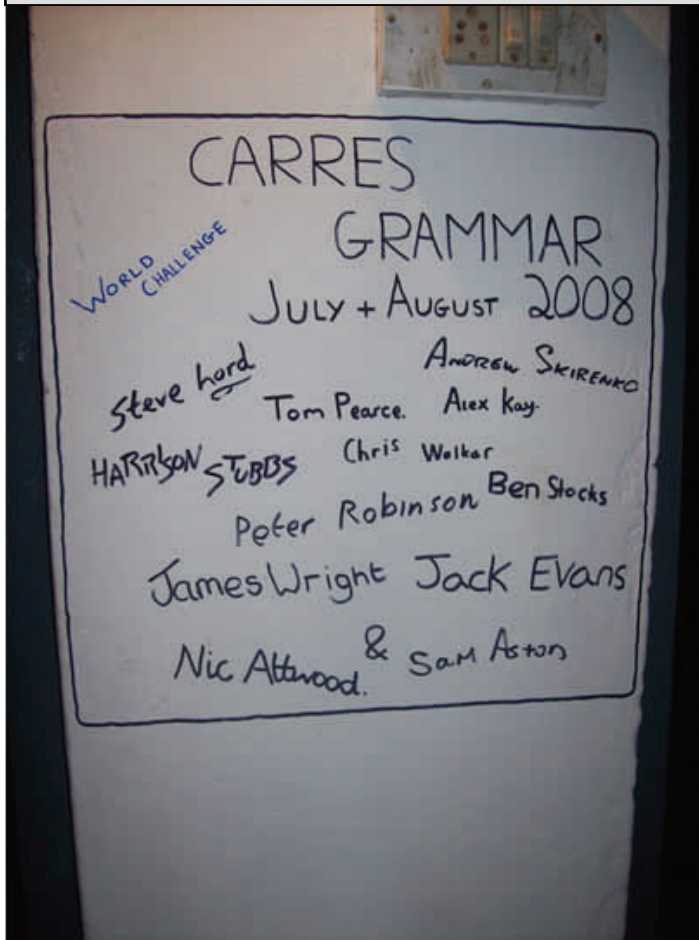 CARRES
GRAMMAR
WORLD
CHALLENGE
JULY + AUGUST 2008
Steve Lord
ANDREW SKIRENKO
Tom Pearce.
Alex Kay.
HARRISON STUBBS
Chris Walker
Ben Stocks
Peter Robinson
James Wright
Jack Evans
&
Nic Attwood.
Sam Aston